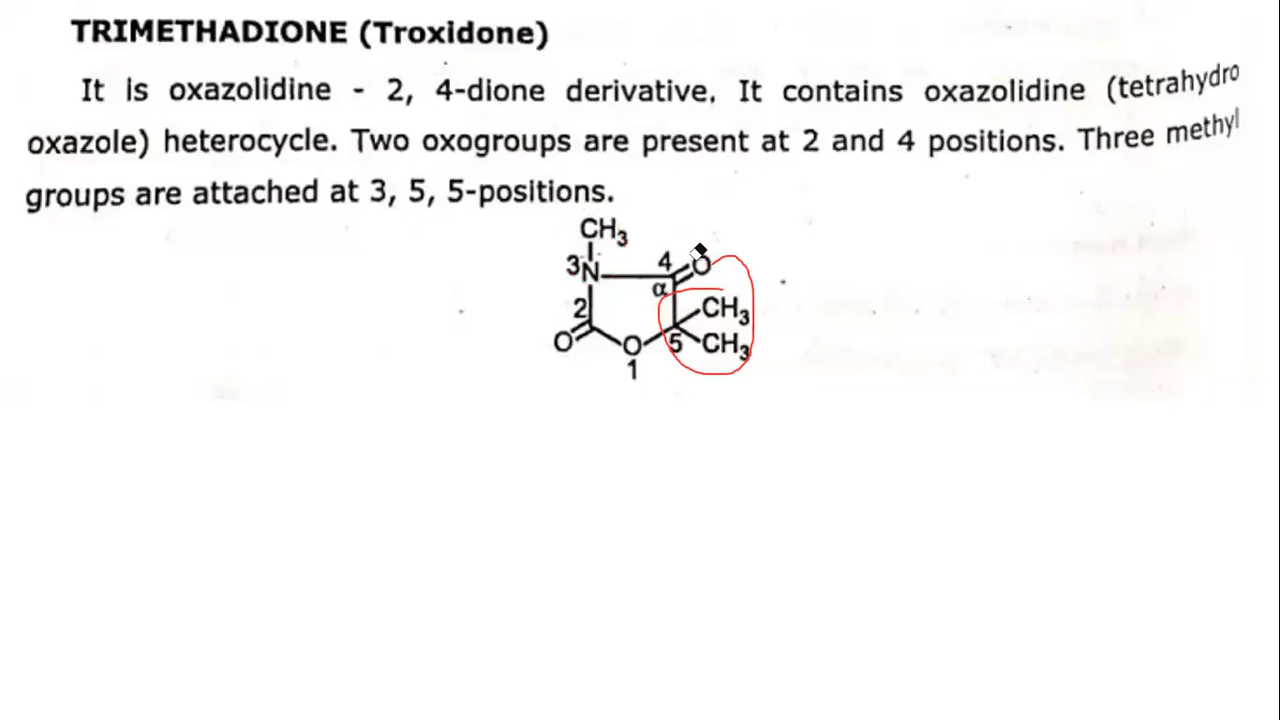 TRIMETHADIONE (Troxidone)
It is oxazolidine - 2, 4-dione derivative. It contains oxazolidine (tetrahydro
oxazole) heterocycle. Two oxogroups are present at 2 and 4 positions. Three methyl
groups are attached at 3, 5, 5-positions.
CH3
3 N 4 O
α
2 CH3
O O 5 CH3
1